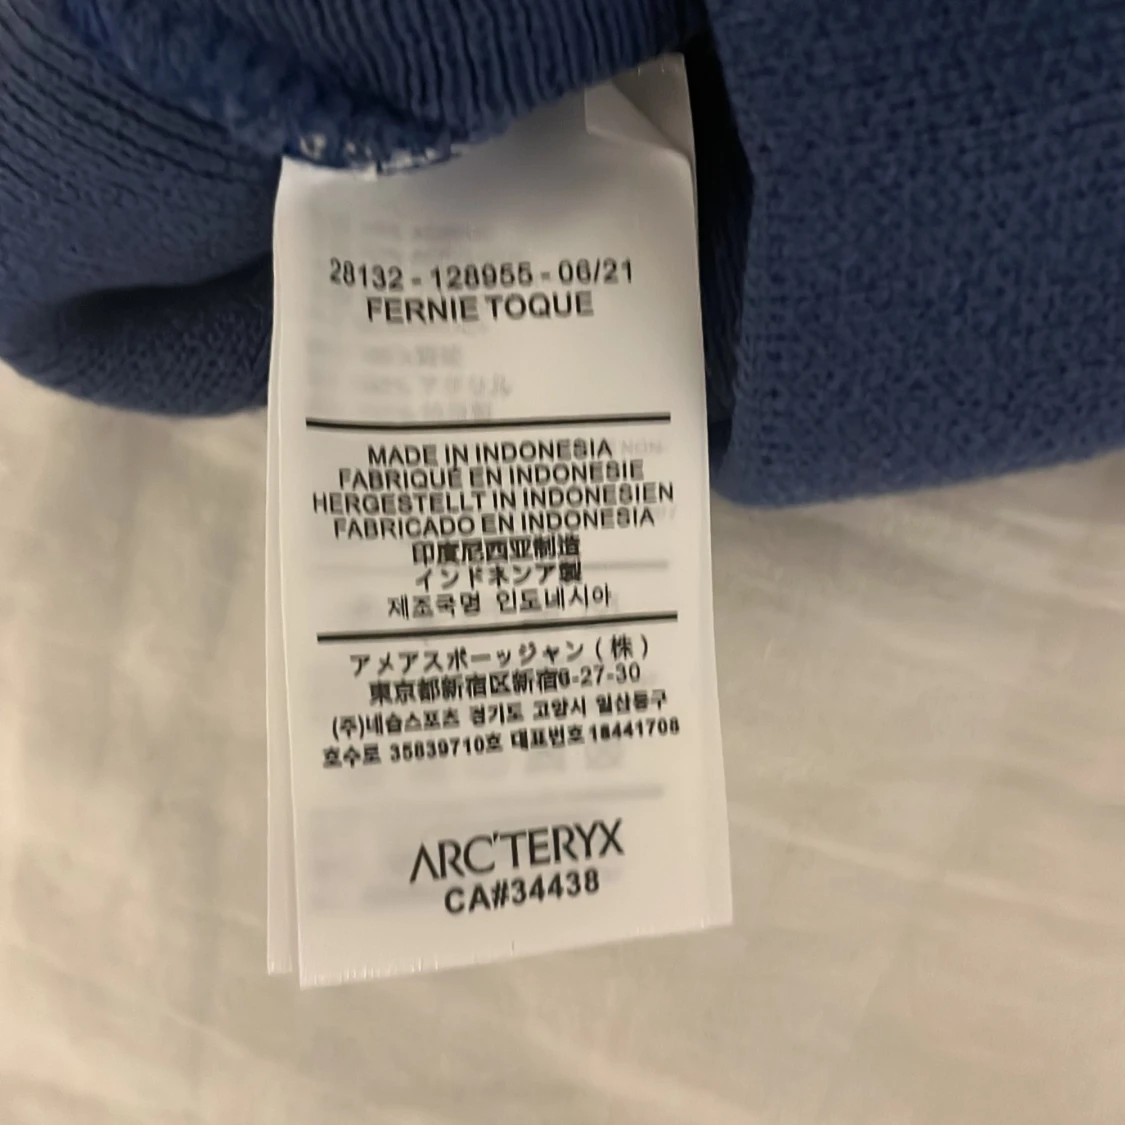 28132 - 128955 - 06/21
FERNIE TOQUE
MADE IN INDONESIA
FABRIQUÉ EN INDONESIE
HERGESTELLT IN INDONESIEN
FABRICADO EN INDONESIA
印度尼西亚制造
インドネシア製
제조국명 인도네시아
アメアスポーツジャパン(株)
東京都新宿区新宿6-27-30
(주)네슴스포츠 경기도 고양시 일산동구
호수로 35839710호 대표번호 18441708
ARC'TERYX
CA#34438